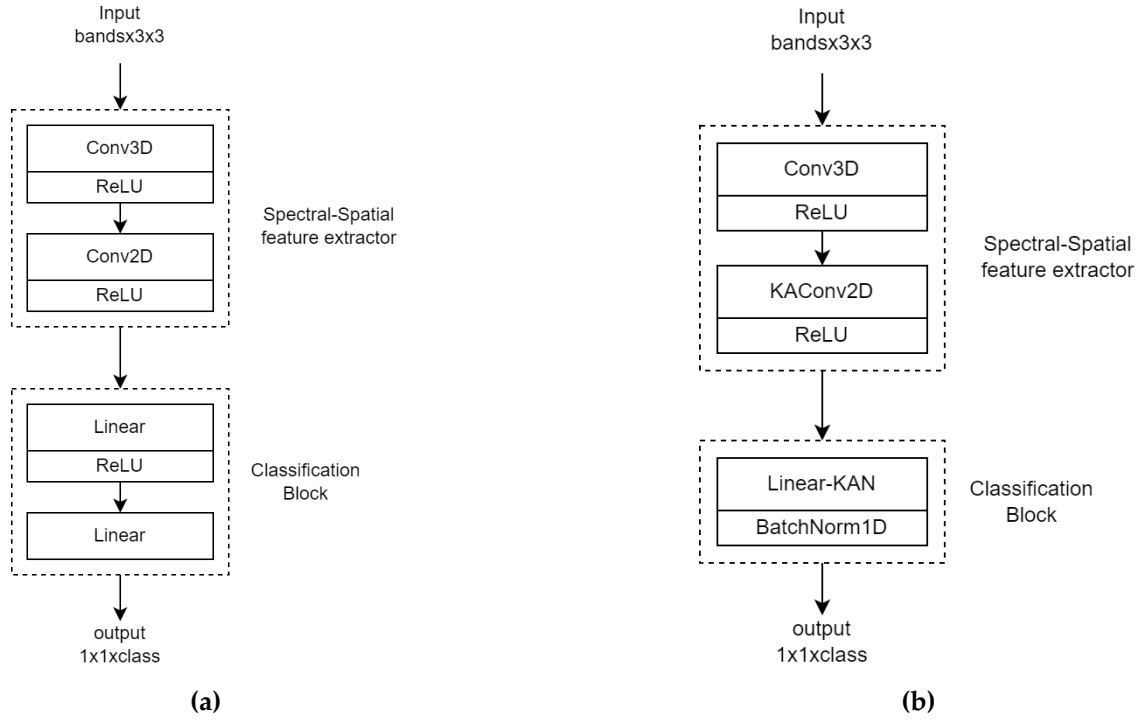 Input
bandsx3x3
Conv3D
ReLU
Conv2D
ReLU
Spectral-Spatial
feature extractor
Linear
ReLU
Linear
Classification
Block
output
1x1xclass
(a)
Input
bandsx3x3
Conv3D
ReLU
KAConv2D
ReLU
Spectral-Spatial
feature extractor
Linear-KAN
BatchNorm1D
Classification
Block
output
1x1xclass
(b)